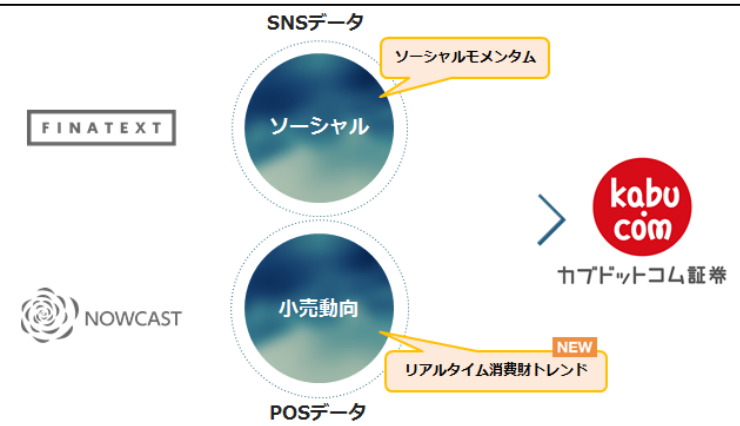 SNSデータ
ソーシャルモメンタム
FINATEXT
ソーシャル
kabu
.com
カブドットコム証券
NOWCAST
小売動向
NEW
リアルタイム消費財トレンド
POSデータ